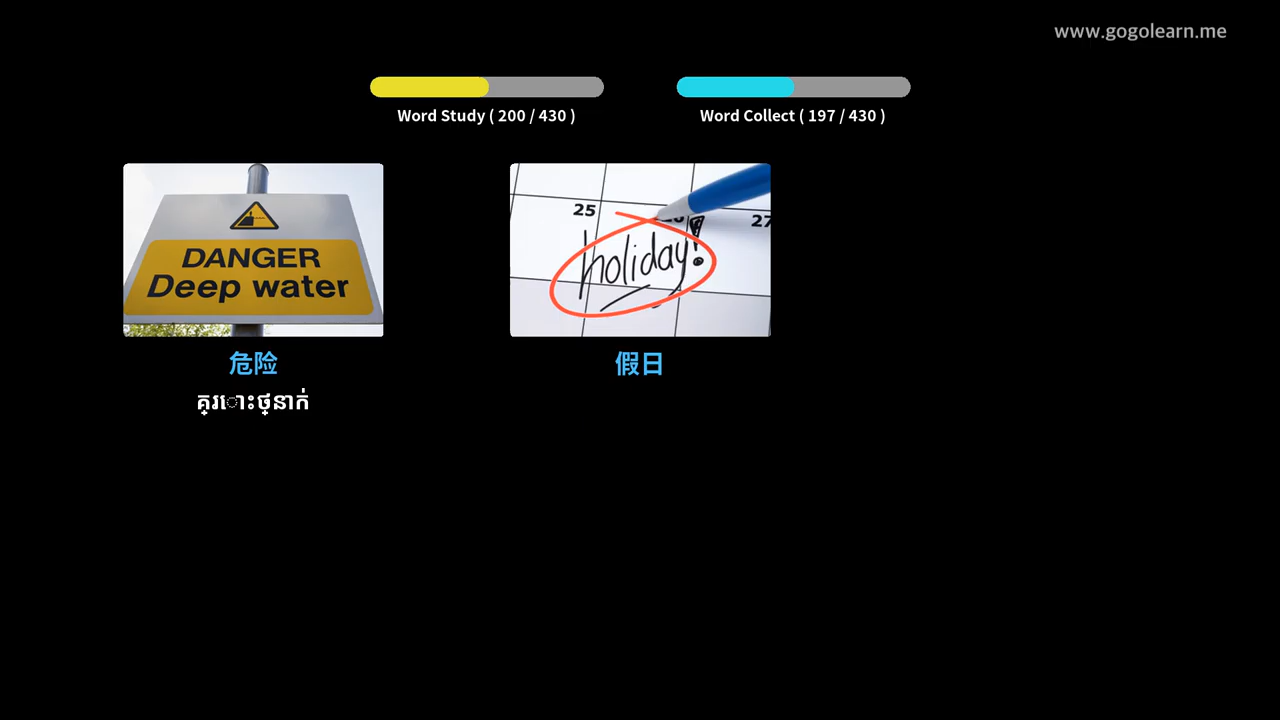 www.gogolearn.me
Word Study ( 200 / 430 )
Word Collect ( 197 / 430 )
DANGER
Deep water
25
27
holiday!
危险
假日
គ្រោះថ្នាក់